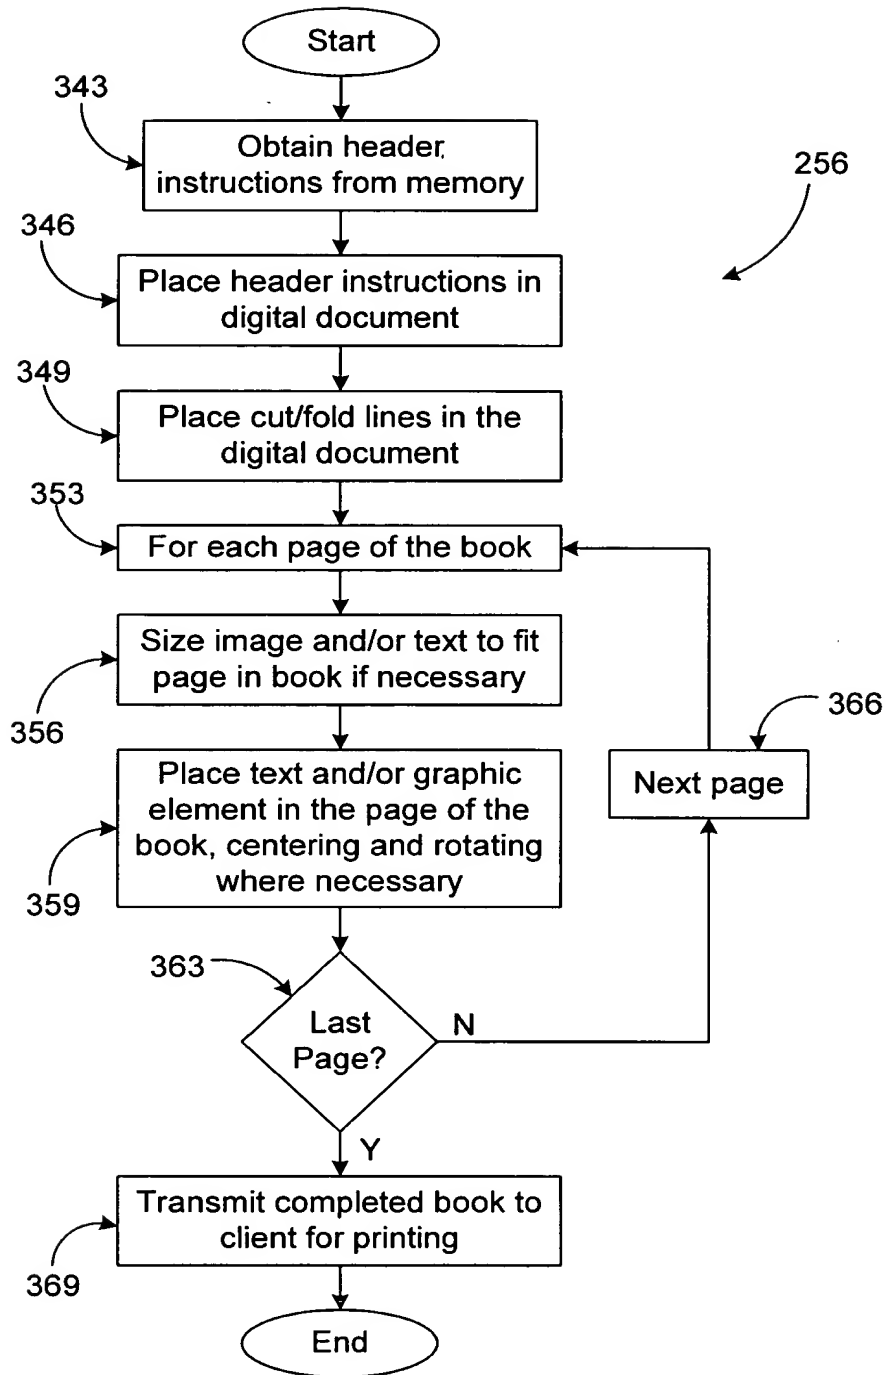 Start
343
Obtain header
instructions from memory
256
346
Place header instructions in
digital document
349
Place cut/fold lines in the
digital document
353
For each page of the book
Size image and/or text to fit
page in book if necessary
356
366
Next page
Place text and/or graphic
element in the page of the
book, centering and rotating
where necessary
359
363
Last
Page?
N
Y
Transmit completed book to
client for printing
369
End